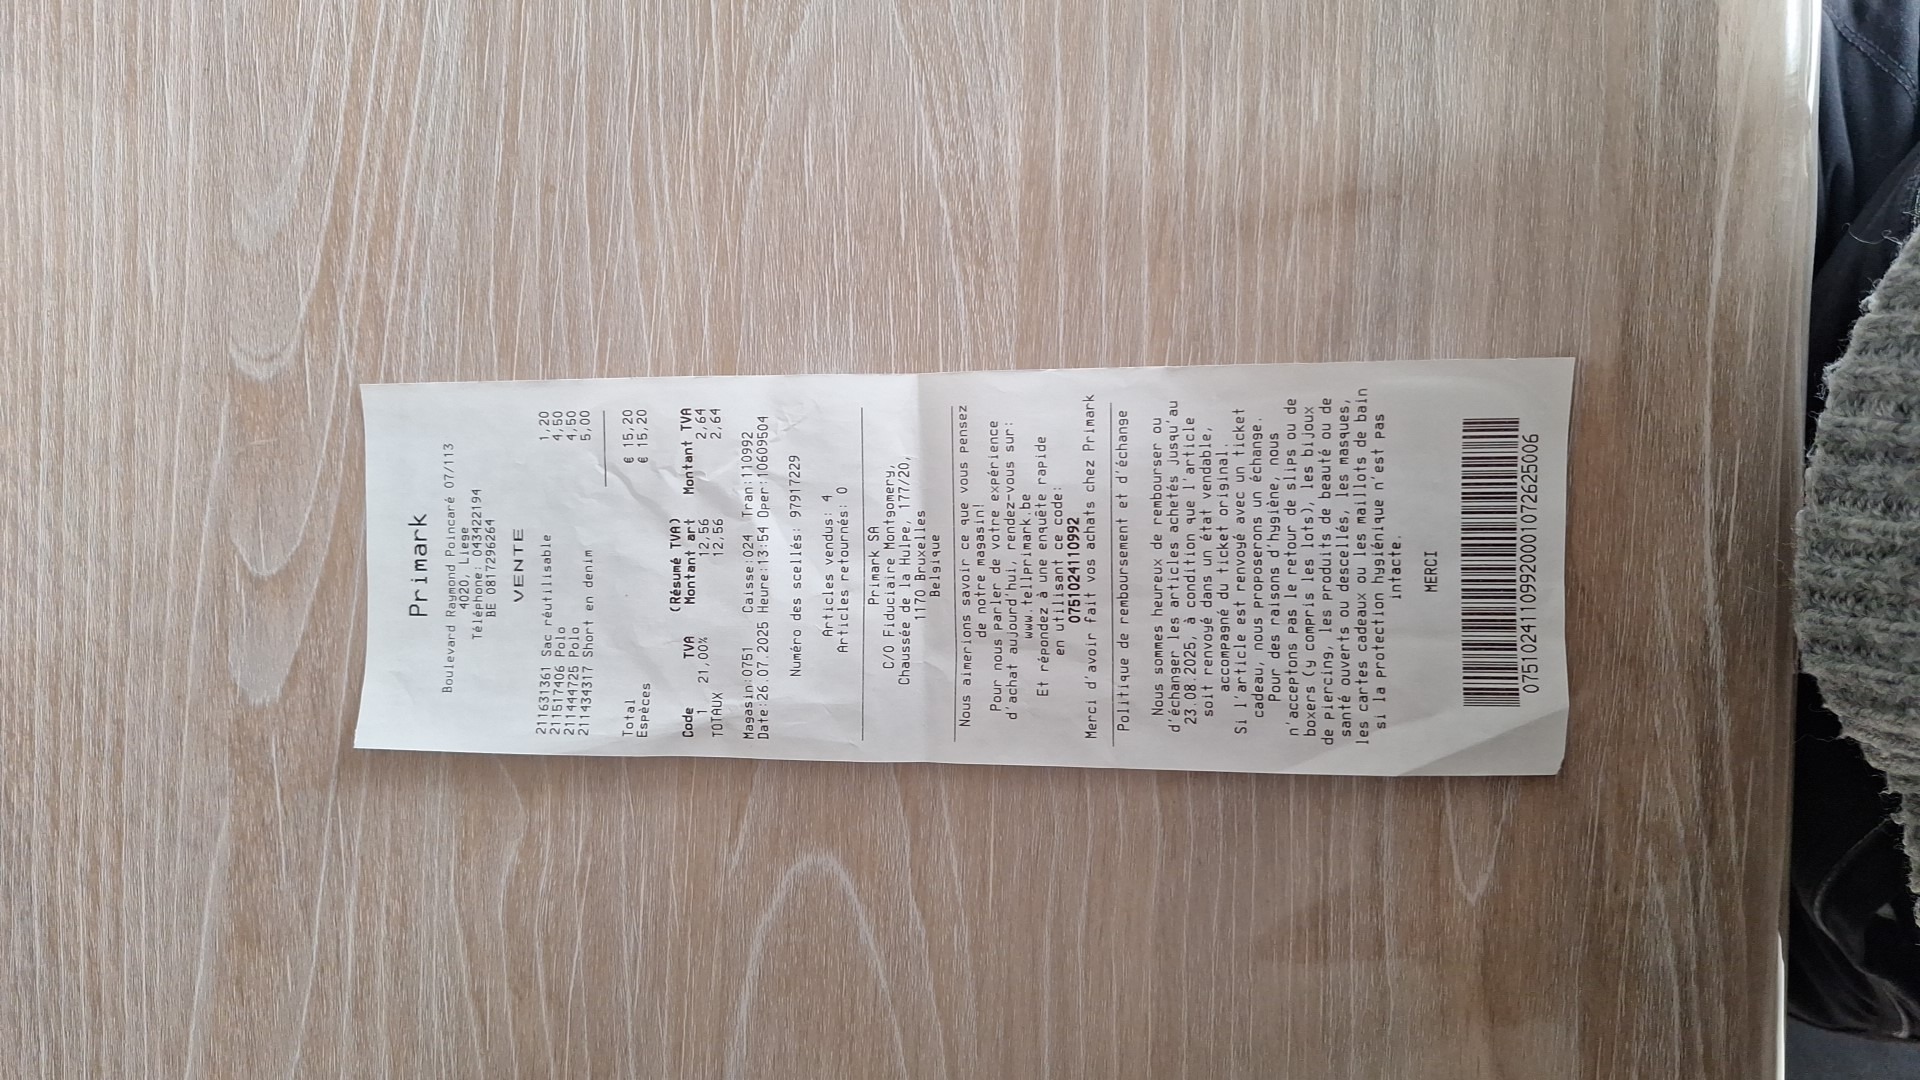 Primark
Boulevard Raymond Poincaré 07/113
4020, Liege
Téléphone: 043422194
BE 0817296264
VENTE
211631361 Sac réutilisable 1,20
211517406 Polo 4,50
211444725 Polo 4,50
211434317 Short en denim 5,00
Total € 15,20
Espèces € 15,20
(Résumé TVA)
Code TVA Montant art Montant TVA
1 21,00% 12,56 2,64
TOTAUX 12,56 2,64
Magasin:0751 Caisse:024 Tran:110992
Date:26.07.2025 Heure:13:54 Oper:10609504
Numéro des scellés: 97917229
Articles vendus: 4
Articles retournés: 0
Primark SA
C/O Fiduciaire Montgomery,
Chaussée de la Hulpe, 177/20,
1170 Bruxelles
Belgique
Nous aimerions savoir ce que vous pensez
de notre magasin!
Pour nous parler de votre expérience
d'achat aujourd'hui, rendez-vous sur:
www.tellprimark.be
Et répondez à une enquête rapide
en utilisant ce code:
0751024110992
Merci d'avoir fait vos achats chez Primark
Politique de remboursement et d'échange
Nous sommes heureux de rembourser ou
d'échanger les articles achetés jusqu'au
23.08.2025, à condition que l'article
soit renvoyé dans un état vendable,
accompagné du ticket original.
Si l'article est renvoyé avec un ticket
cadeau, nous proposerons un échange.
Pour des raisons d'hygiène, nous
n'acceptons pas le retour de slips ou de
boxers (y compris les lots), les bijoux
de piercing, les produits de beauté ou de
santé ouverts ou descellés, les masques,
les cartes cadeaux ou les maillots de bain
si la protection hygiénique n'est pas
intacte.
MERCI
0751024110992000107262 5006